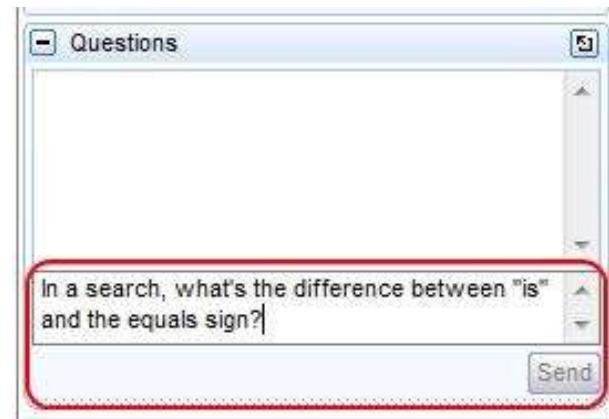 Questions
In a search, what's the difference between "is"
and the equals sign?
Send